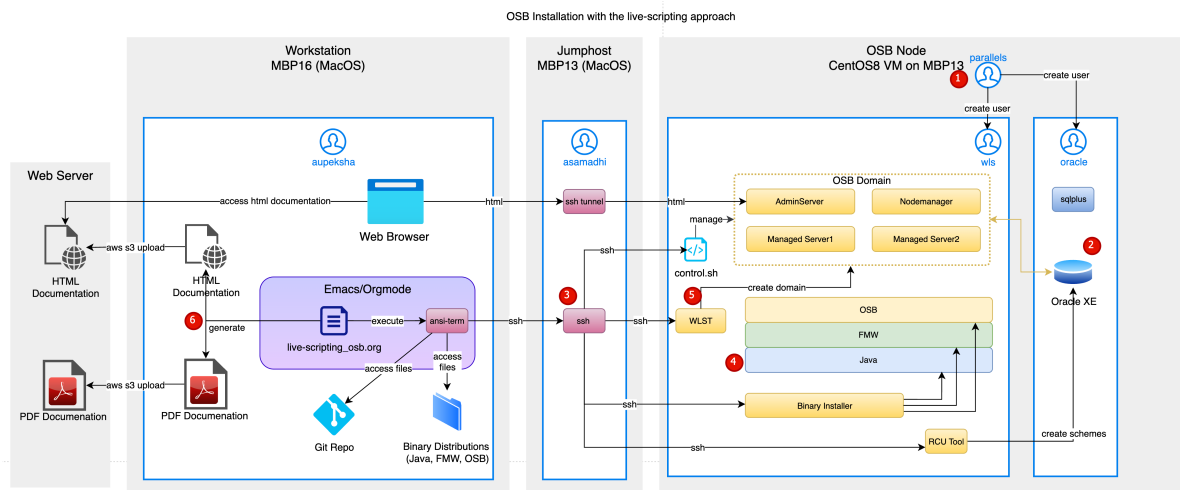 OSB Installation with the live-scripting approach
Workstation
MBP16 (MacOS)
Jumphost
MBP13 (MacOS)
OSB Node
CentOS8 VM on MBP13
parallels
1
create user
create user
aupeksha
asamadhi
wls
oracle
Web Server
OSB Domain
access html documentation
html
ssh tunnel
html
AdminServer
Nodemanager
sqlplus
manage
Web Browser
Managed Server1
Managed Server2
aws s3 upload
ssh
2
control.sh
HTML
Documentation
HTML
Documentation
Oracle XE
Emacs/Orgmode
3
5
create domain
6
generate
execute
ansi-term
ssh
ssh
ssh
WLST
OSB
FMW
live-scripting_osb.org
4
Java
access
files
access files
aws s3 upload
PDF Documenation
PDF Documenation
ssh
Binary Installer
Git Repo
Binary Distributions
(Java, FMW, OSB)
ssh
RCU Tool
create schemes